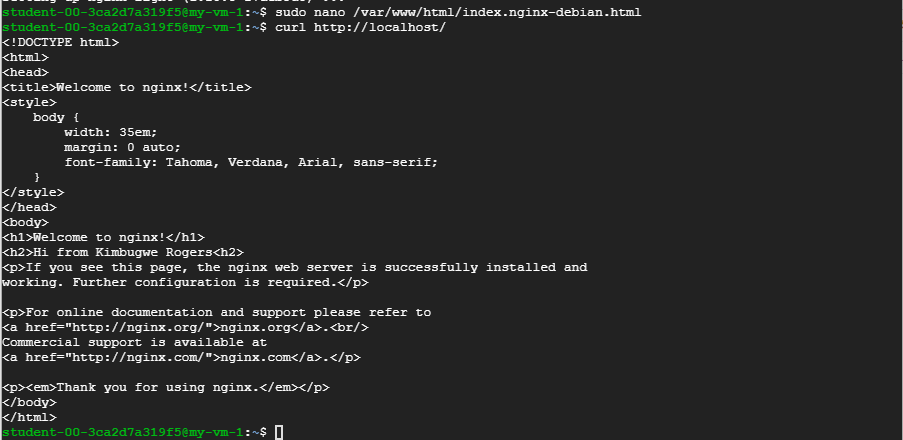 student-00-3ca2d7a319f5@my-vm-1:~$ sudo nano /var/www/html/index.nginx-debian.html
student-00-3ca2d7a319f5@my-vm-1:~$ curl http://localhost/
<!DOCTYPE html>
<html>
<head>
<title>Welcome to nginx!</title>
<style>
    body {
        width: 35em;
        margin: 0 auto;
        font-family: Tahoma, Verdana, Arial, sans-serif;
    }
</style>
</head>
<body>
<h1>Welcome to nginx!</h1>
<h2>Hi from Kimbugwe Rogers<h2>
<p>If you see this page, the nginx web server is successfully installed and
working. Further configuration is required.</p>

<p>For online documentation and support please refer to
<a href="http://nginx.org/">nginx.org</a>.<br/>
Commercial support is available at
<a href="http://nginx.com/">nginx.com</a>.</p>

<p><em>Thank you for using nginx.</em></p>
</body>
</html>
student-00-3ca2d7a319f5@my-vm-1:~$